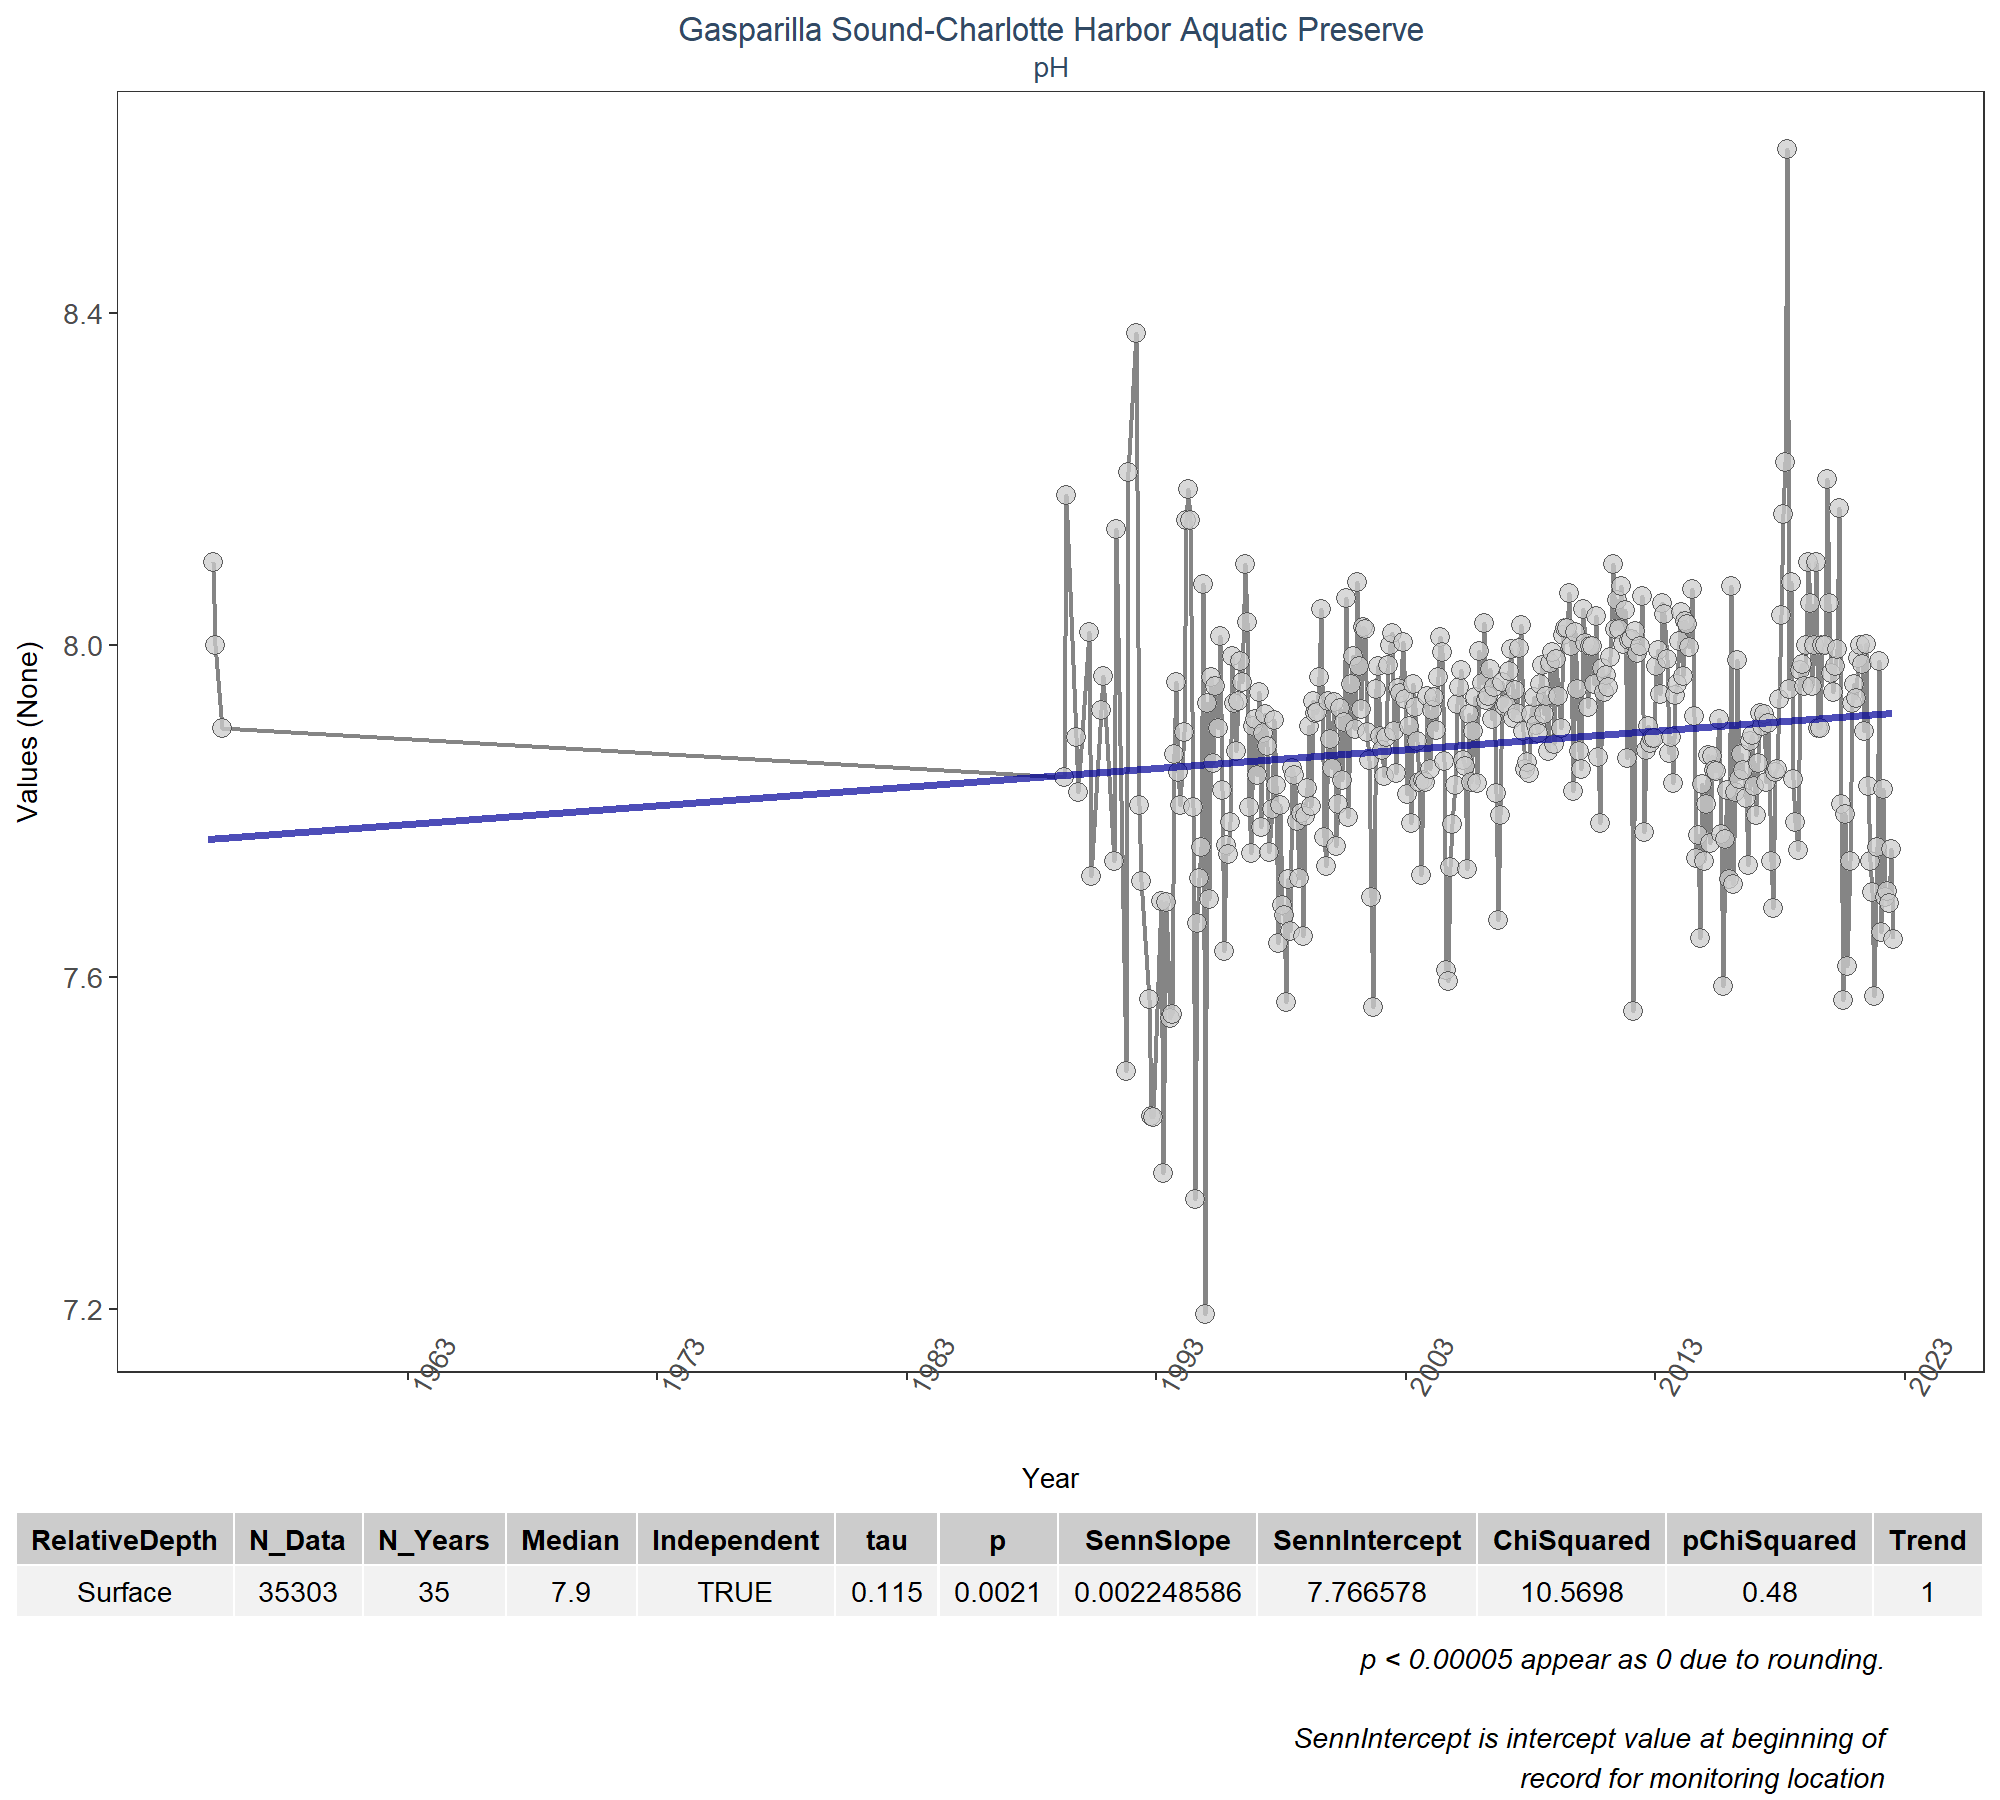 Gasparilla Sound-Charlotte Harbor Aquatic Preserve
pH
Values (None)
8.4
8.0
7.6
7.2
1963 1973 1983 1993 2003 2013 2023
Year
RelativeDepth N_Data N_Years Median Independent tau p SennSlope SennIntercept ChiSquared pChiSquared Trend
Surface 35303 35 7.9 TRUE 0.115 0.0021 0.002248586 7.766578 10.5698 0.48 1
p < 0.00005 appear as 0 due to rounding.
SennIntercept is intercept value at beginning of
record for monitoring location